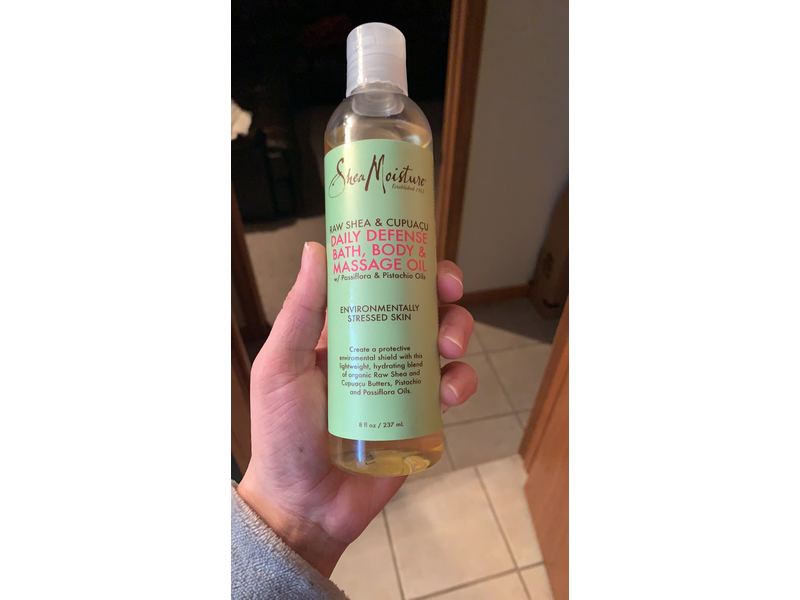 SheaMoisture
Established 1912
RAW SHEA & CUPUAÇU
DAILY DEFENSE
BATH, BODY &
MASSAGE OIL
w/ Passiflora & Pistachio Oils
ENVIRONMENTALLY
STRESSED SKIN
Create a protective
enviromental shield with this
lightweight, hydrating blend
of organic Raw Shea and
Cupuaçu Butters, Pistachio
and Passiflora Oils.
8 fl oz / 237 mL